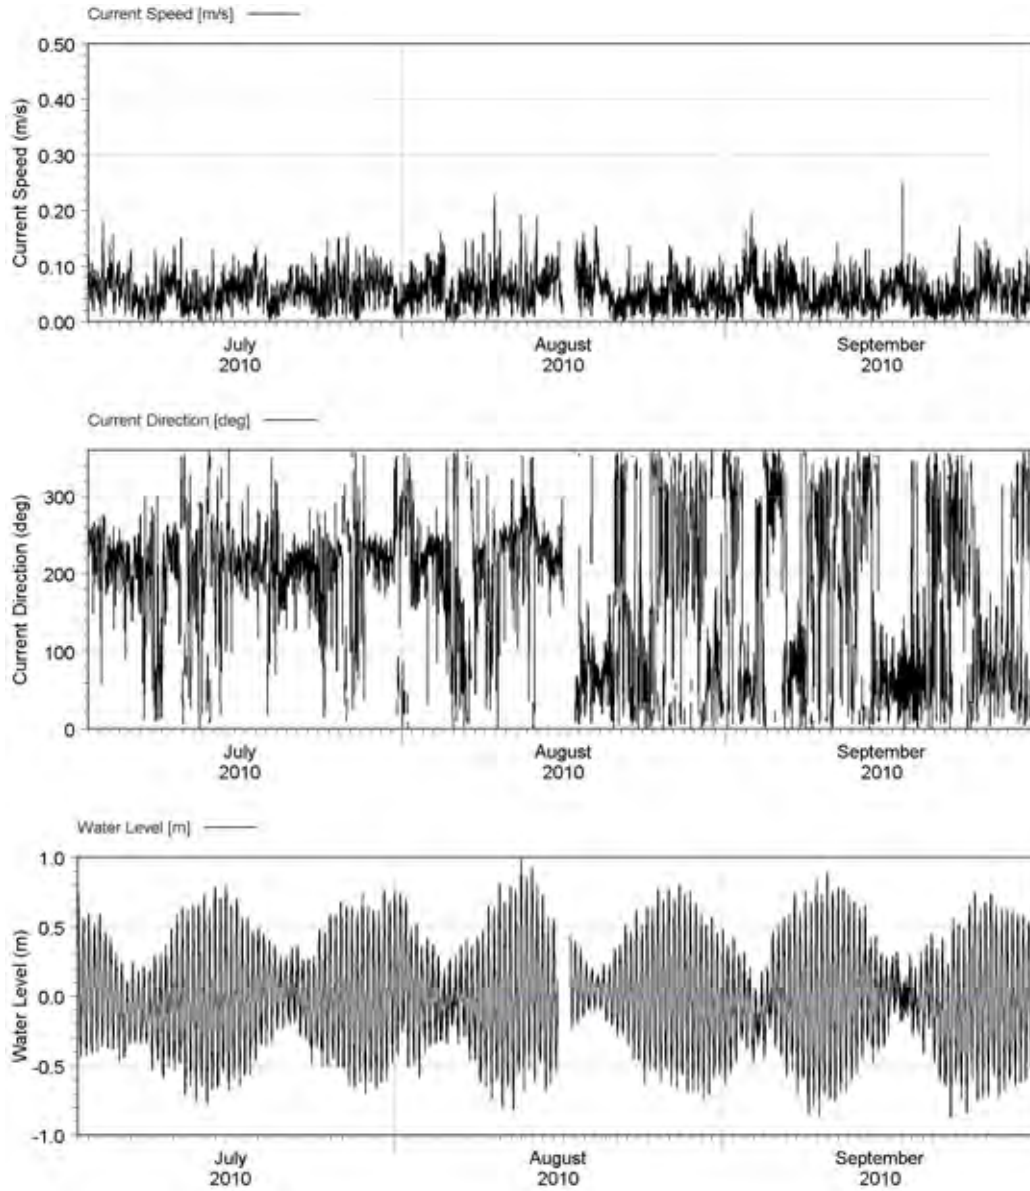 Current Speed [m/s]
0.50
0.40
0.30
0.20
0.10
0.00
Current Speed (m/s)
July
2010
August
2010
September
2010
Current Direction [deg]
300
200
100
0
Current Direction (deg)
July
2010
August
2010
September
2010
Water Level [m]
1.0
0.5
0.0
-0.5
-1.0
Water Level (m)
July
2010
August
2010
September
2010